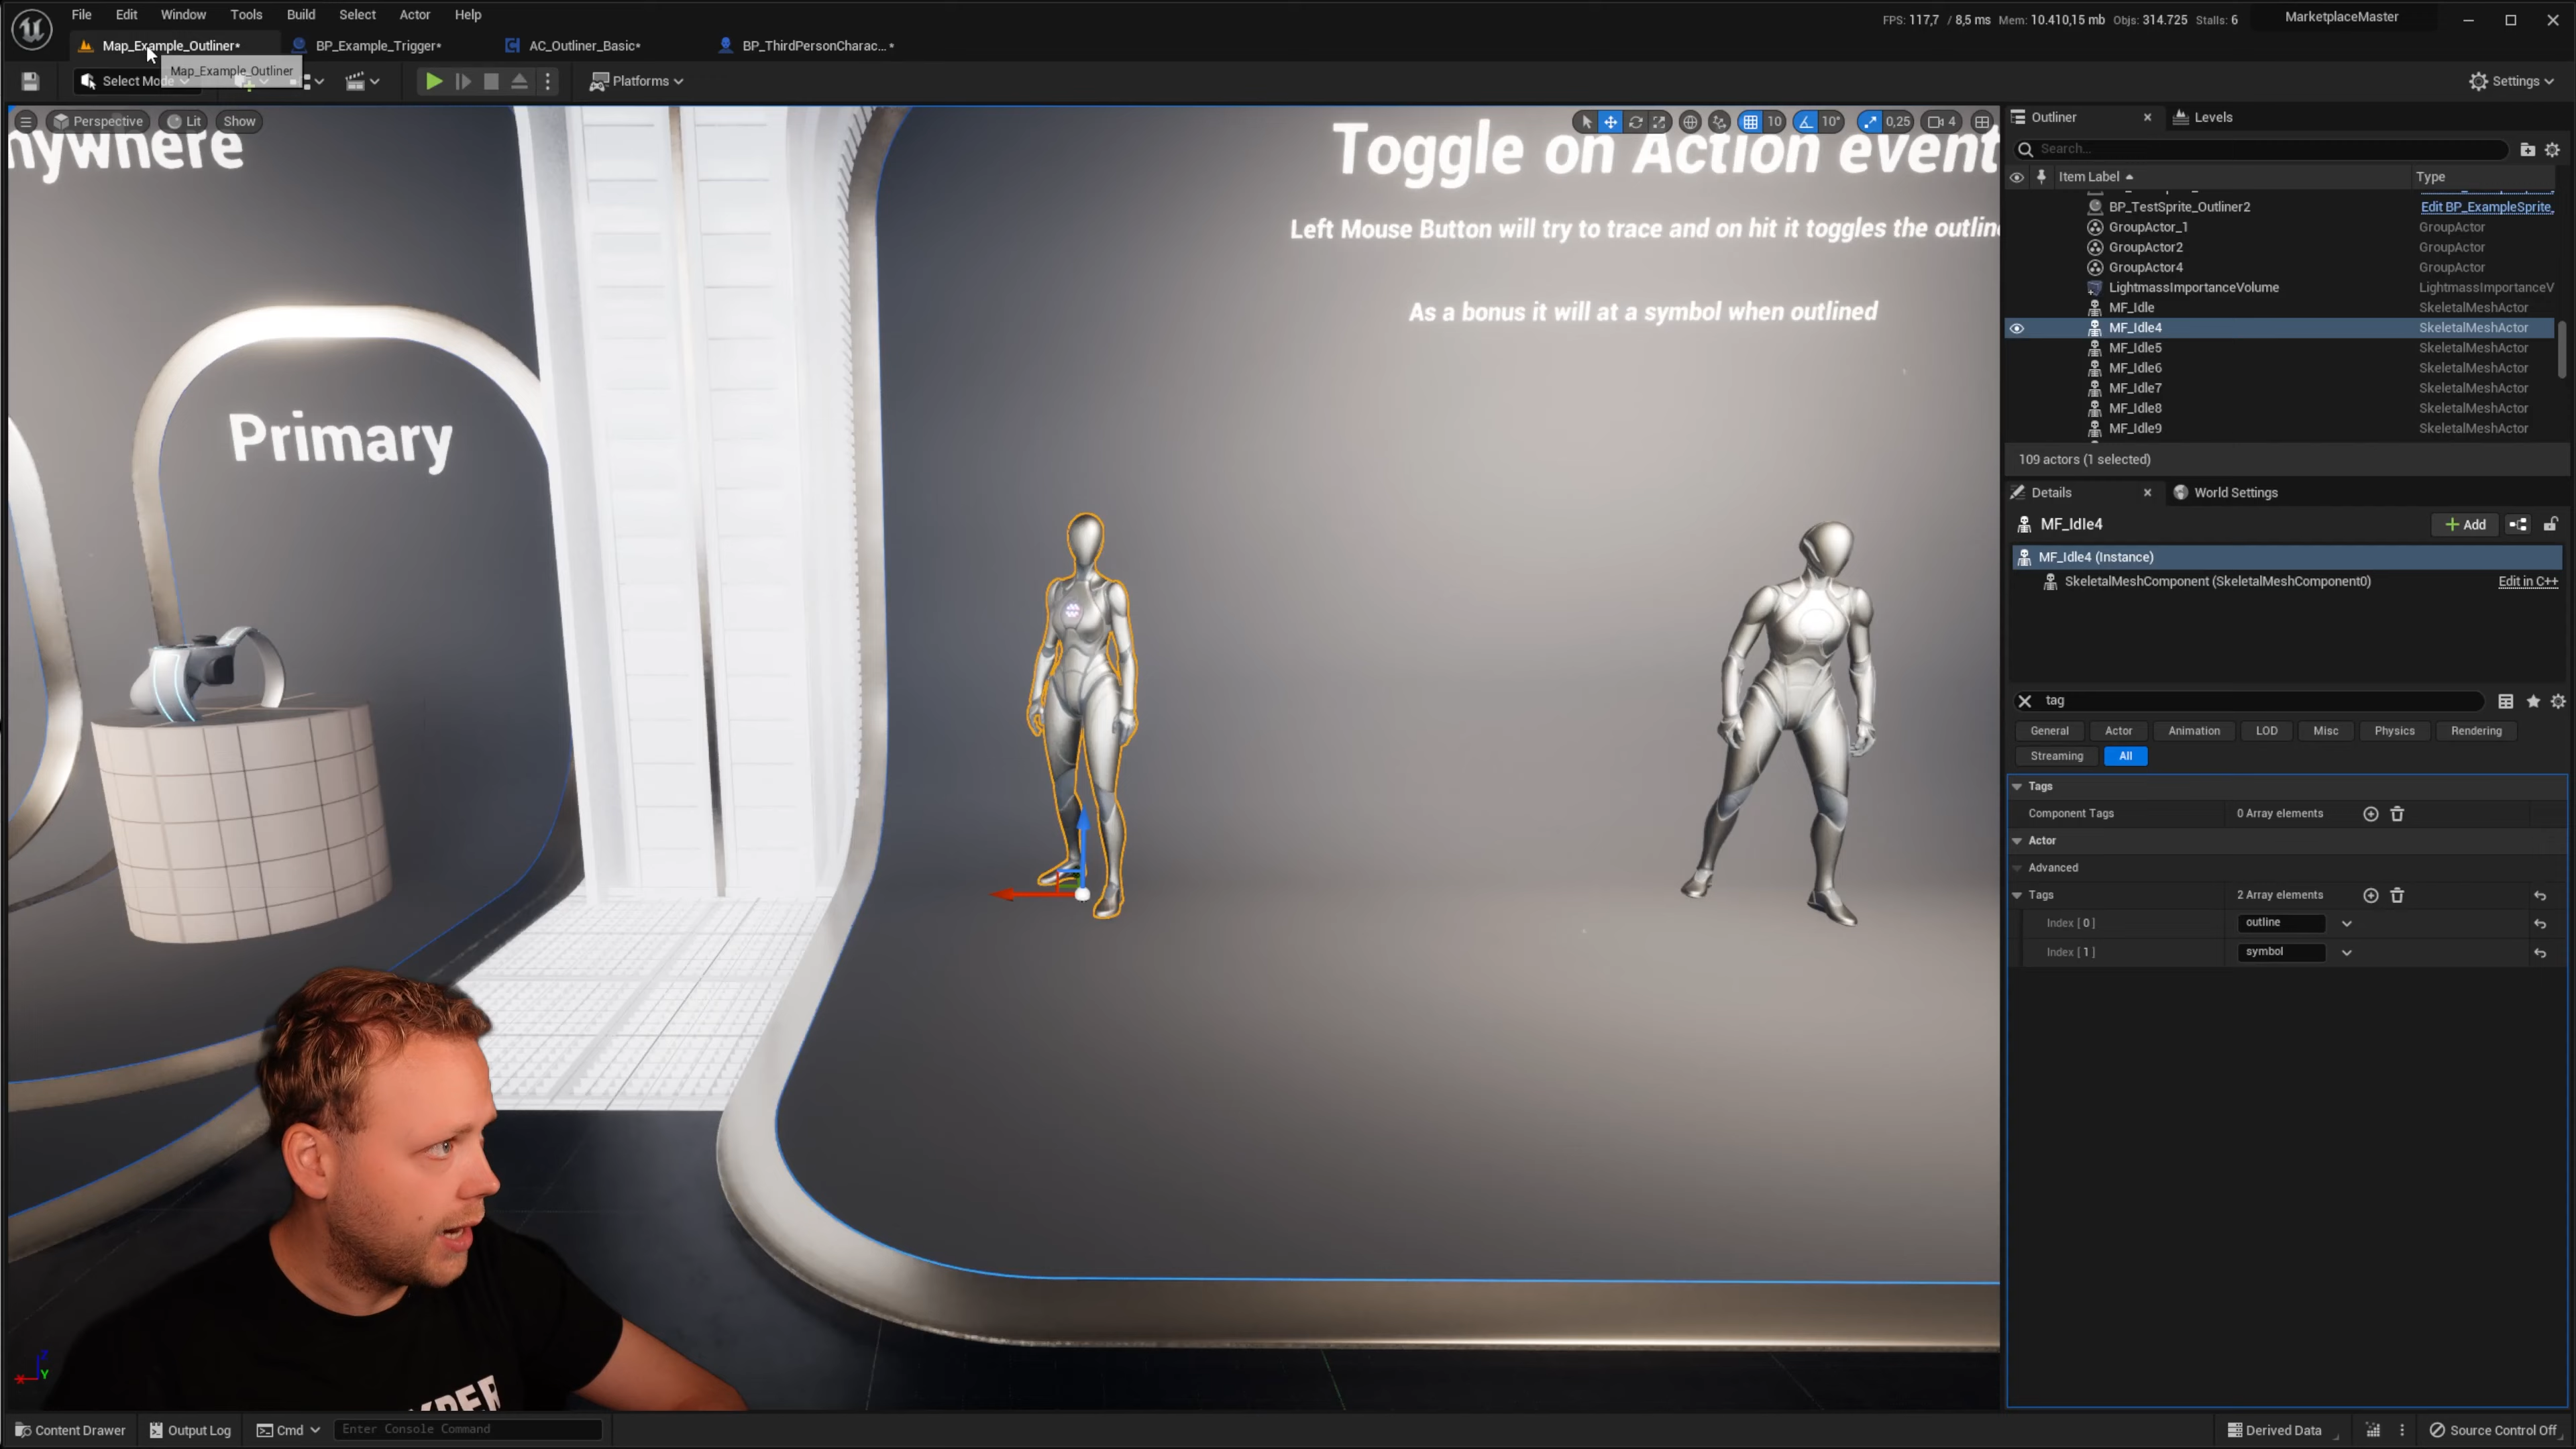 File Edit Window Tools Build Select Actor Help
FPS: 117,7 / 8,5 ms Mem: 10.410,15 mb Objs: 314.725 Stalls: 6
MarketplaceMaster
Map_Example_Outliner*
BP_Example_Trigger*
AC_Outliner_Basic*
BP_ThirdPersonCharac... *
Map_Example_Outliner
Platforms
Settings
Perspective Lit Show
10 10° 0,25 4
nywhere
Toggle on Action event
Left Mouse Button will try to trace and on hit it toggles the outlin
As a bonus it will at a symbol when outlined
Primary
Outliner Levels
Search...
Item Label Type
BP_TestSprite_Outliner2 Edit BP_ExampleSprite_
GroupActor_1 GroupActor
GroupActor2 GroupActor
GroupActor4 GroupActor
LightmassImportanceVolume LightmassImportanceV
MF_Idle SkeletalMeshActor
MF_Idle4 SkeletalMeshActor
MF_Idle5 SkeletalMeshActor
MF_Idle6 SkeletalMeshActor
MF_Idle7 SkeletalMeshActor
MF_Idle8 SkeletalMeshActor
MF_Idle9 SkeletalMeshActor
109 actors (1 selected)
Details World Settings
MF_Idle4 Add
MF_Idle4 (Instance)
SkeletalMeshComponent (SkeletalMeshComponent0) Edit in C++
tag
General Actor Animation LOD Misc Physics Rendering
Streaming All
Tags
Component Tags 0 Array elements
Actor
Advanced
Tags 2 Array elements
Index [ 0 ] outline
Index [ 1 ] symbol
Z
Y
X
Content Drawer Output Log Cmd Enter Console Command
Derived Data Source Control Off